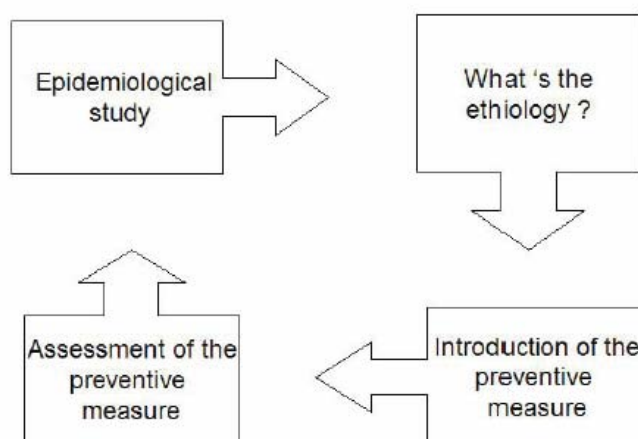 Epidemiological
study
What 's the
ethiology ?
Assessment of the
preventive
measure
Introduction of the
preventive
measure